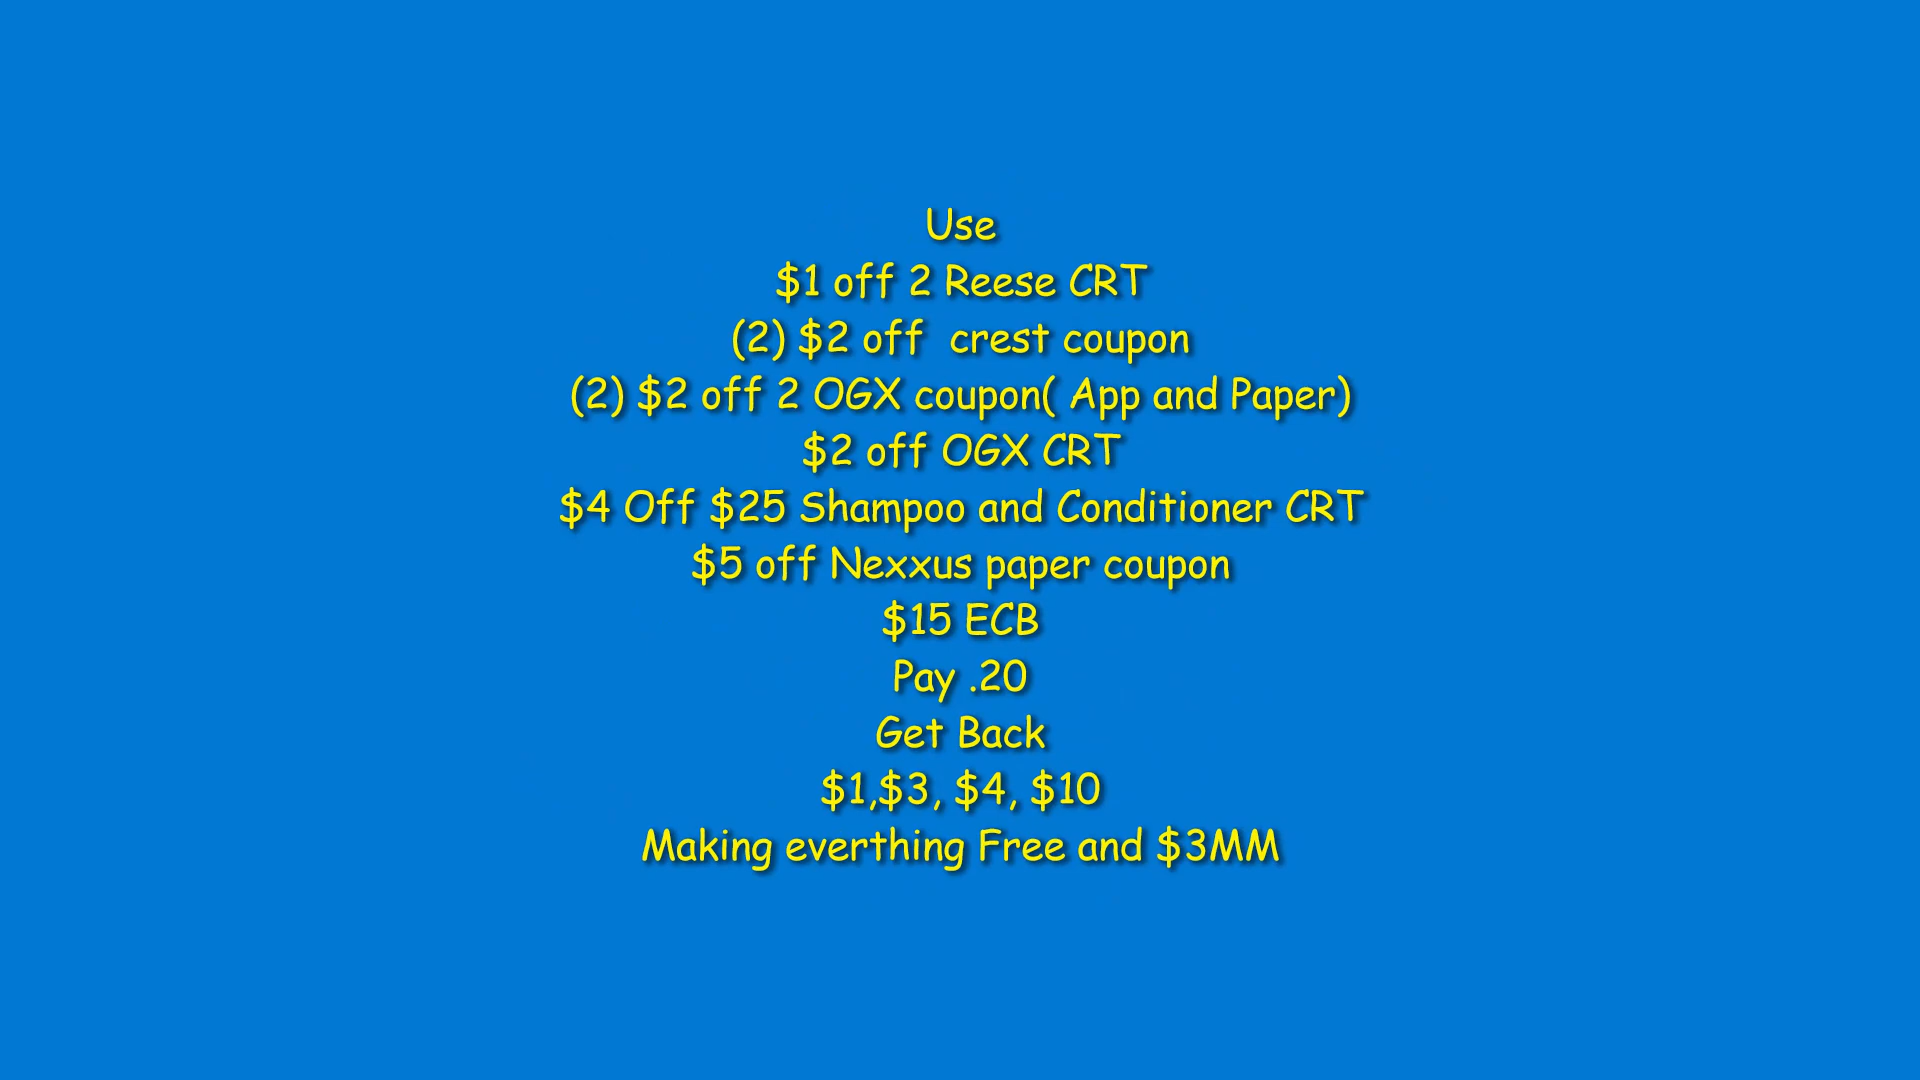 Use
$1 off 2 Reese CRT
(2) $2 off  crest coupon
(2) $2 off 2 OGX coupon( App and Paper)
$2 off OGX CRT
$4 Off $25 Shampoo and Conditioner CRT
$5 off Nexxus paper coupon
$15 ECB
Pay .20
Get Back
$1,$3, $4, $10
Making everthing Free and $3MM